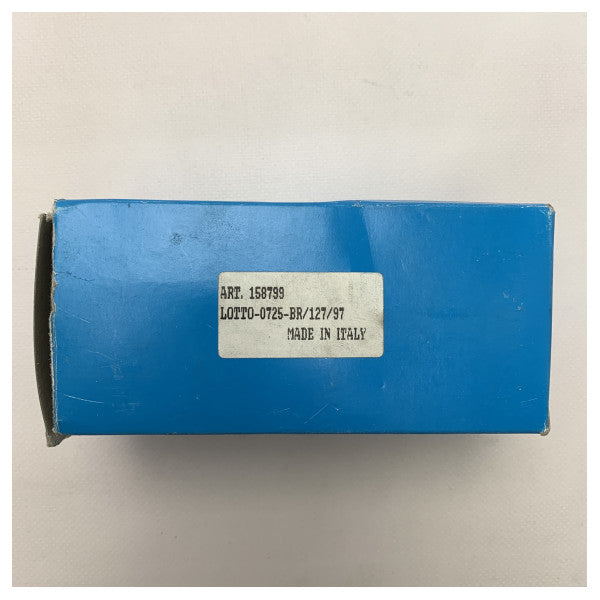 ART. 158799
LOTTO-0725-BR/127/97
MADE IN ITALY